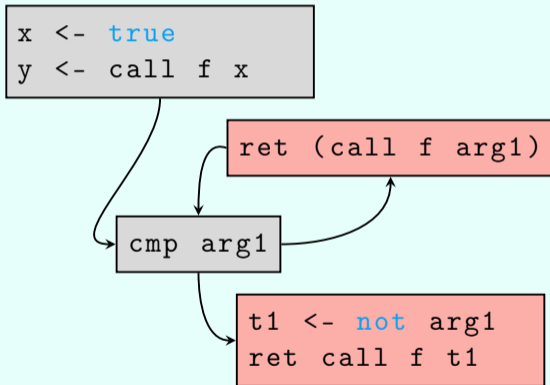 x <- true
y <- call f x
ret (call f arg1)
cmp arg1
t1 <- not arg1
ret call f t1